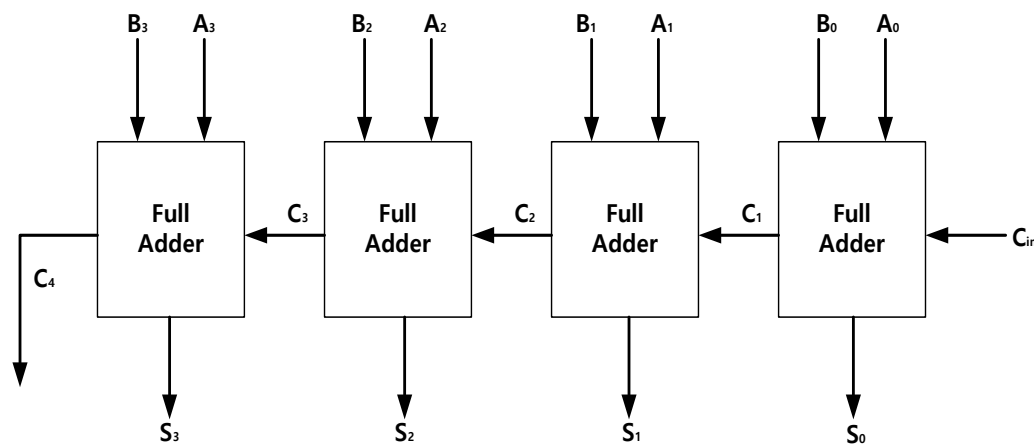 B₃ A₃ B₂ A₂ B₁ A₁ B₀ A₀
Full Adder
C₃
Full Adder
C₂
Full Adder
C₁
Full Adder
C₄
S₃ S₂ S₁ S₀